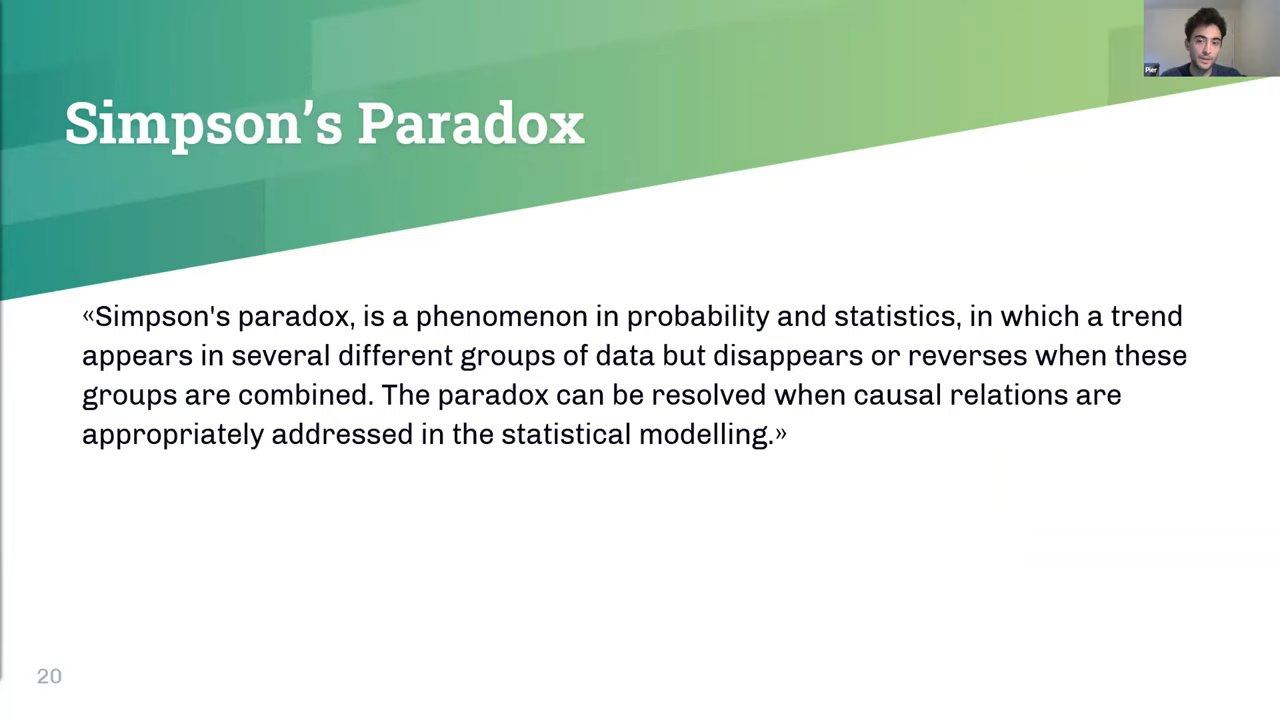 Simpson’s Paradox
Pier
«Simpson's paradox, is a phenomenon in probability and statistics, in which a trend
appears in several different groups of data but disappears or reverses when these
groups are combined. The paradox can be resolved when causal relations are
appropriately addressed in the statistical modelling.»
20